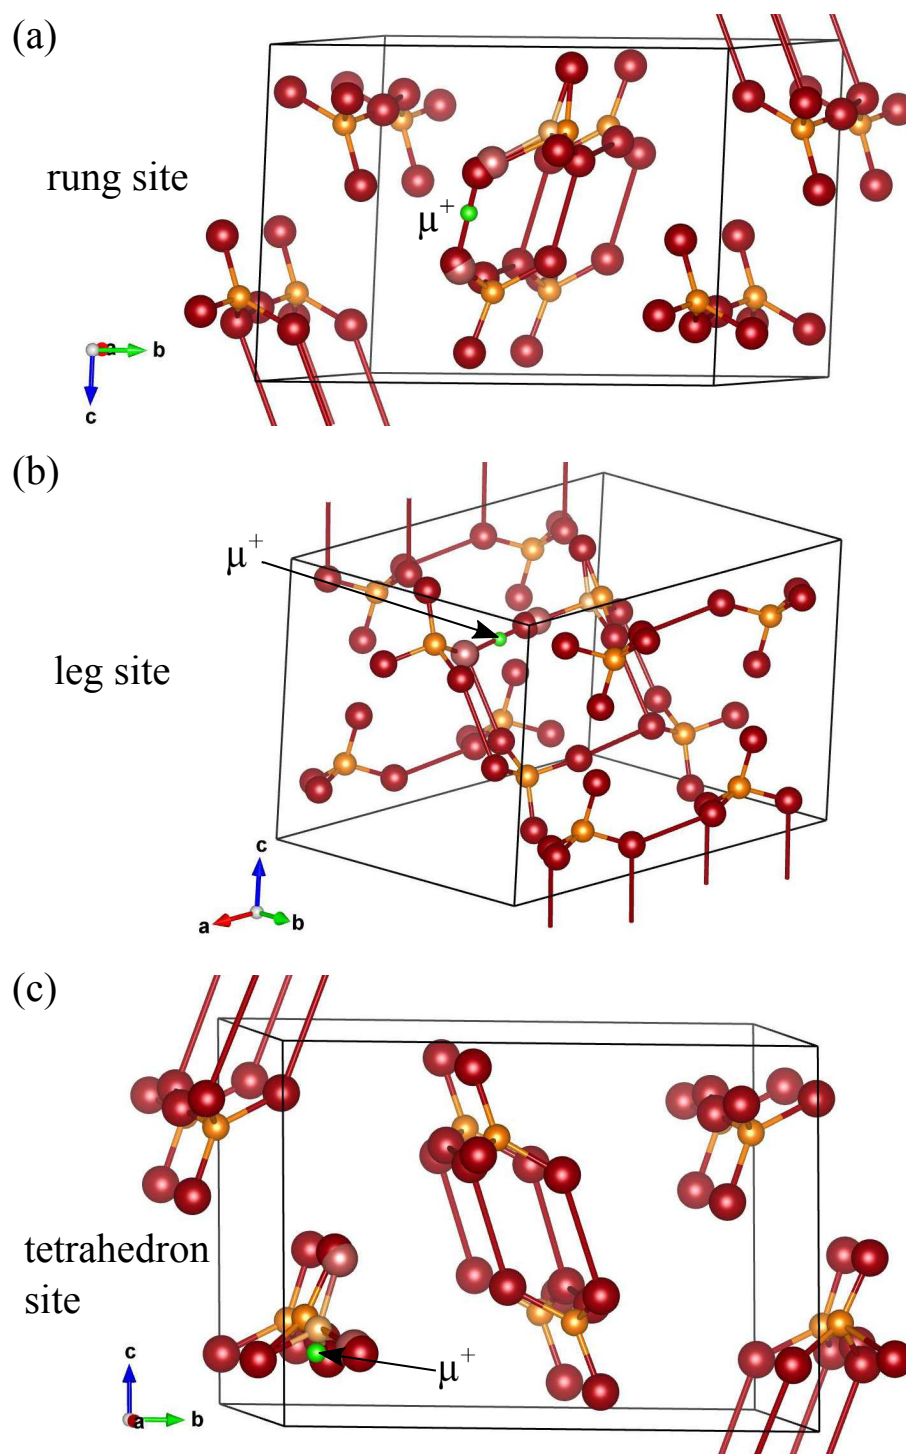 (a)
rung site
μ+
a
b
c
(b)
μ+
leg site
c
a
b
(c)
tetrahedron
site
μ+
c
a
b